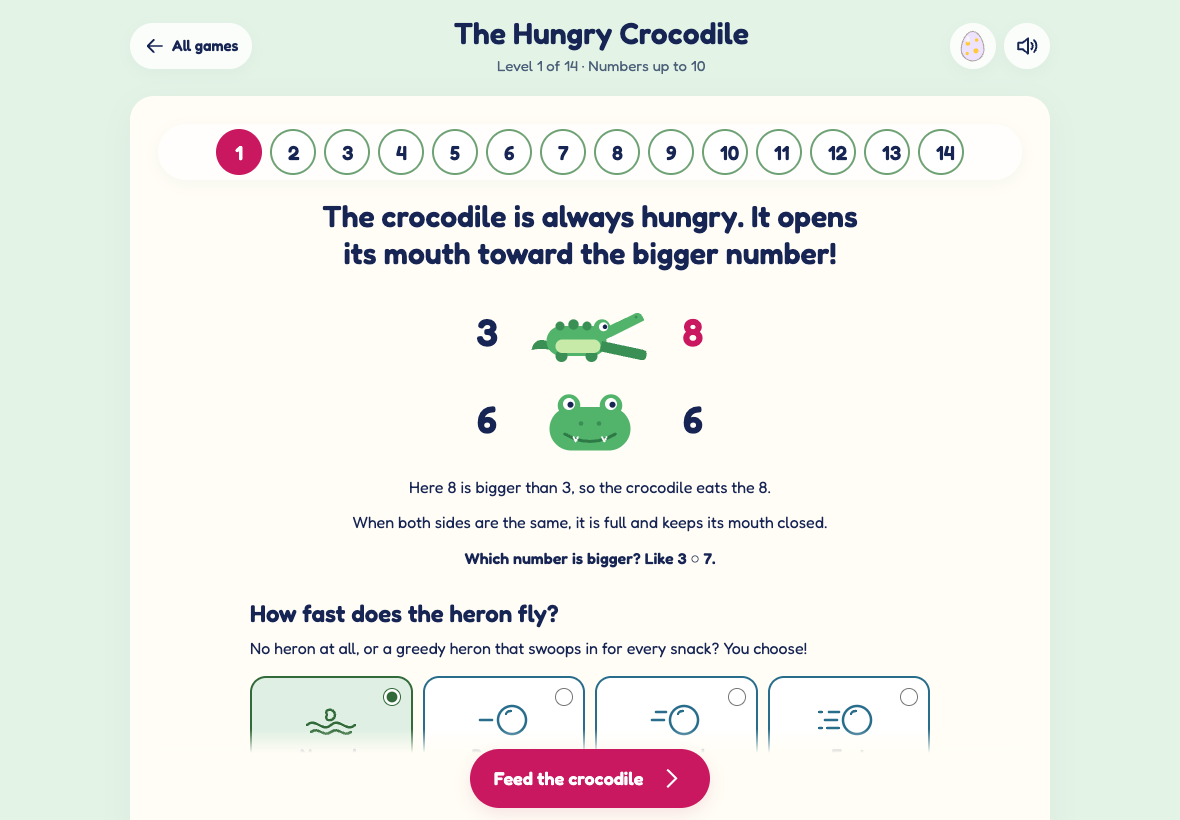 All games
The Hungry Crocodile
Level 1 of 14 · Numbers up to 10
1 2 3 4 5 6 7 8 9 10 11 12 13 14
The crocodile is always hungry. It opens
its mouth toward the bigger number!
3 8
6 6
Here 8 is bigger than 3, so the crocodile eats the 8.
When both sides are the same, it is full and keeps its mouth closed.
Which number is bigger? Like 3 ○ 7.
How fast does the heron fly?
No heron at all, or a greedy heron that swoops in for every snack? You choose!
Feed the crocodile